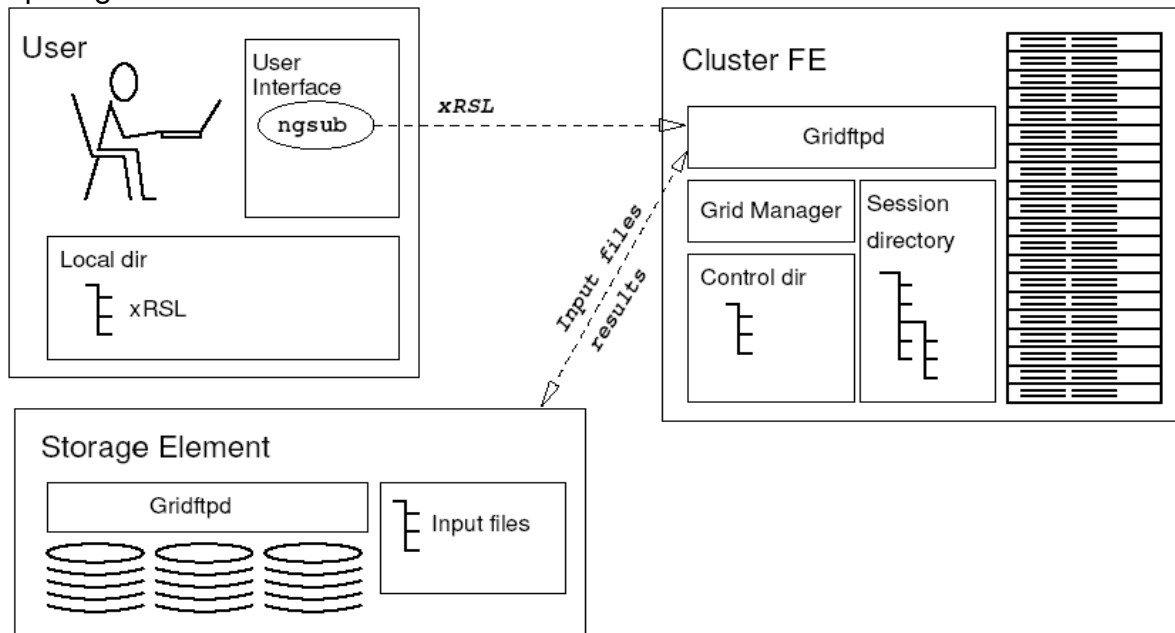 User
User
Interface
ngsub
Local dir
xRSL
xRSL
Cluster FE
Gridftpd
Grid Manager
Session
directory
Control dir
Input files
results
Storage Element
Gridftpd
Input files